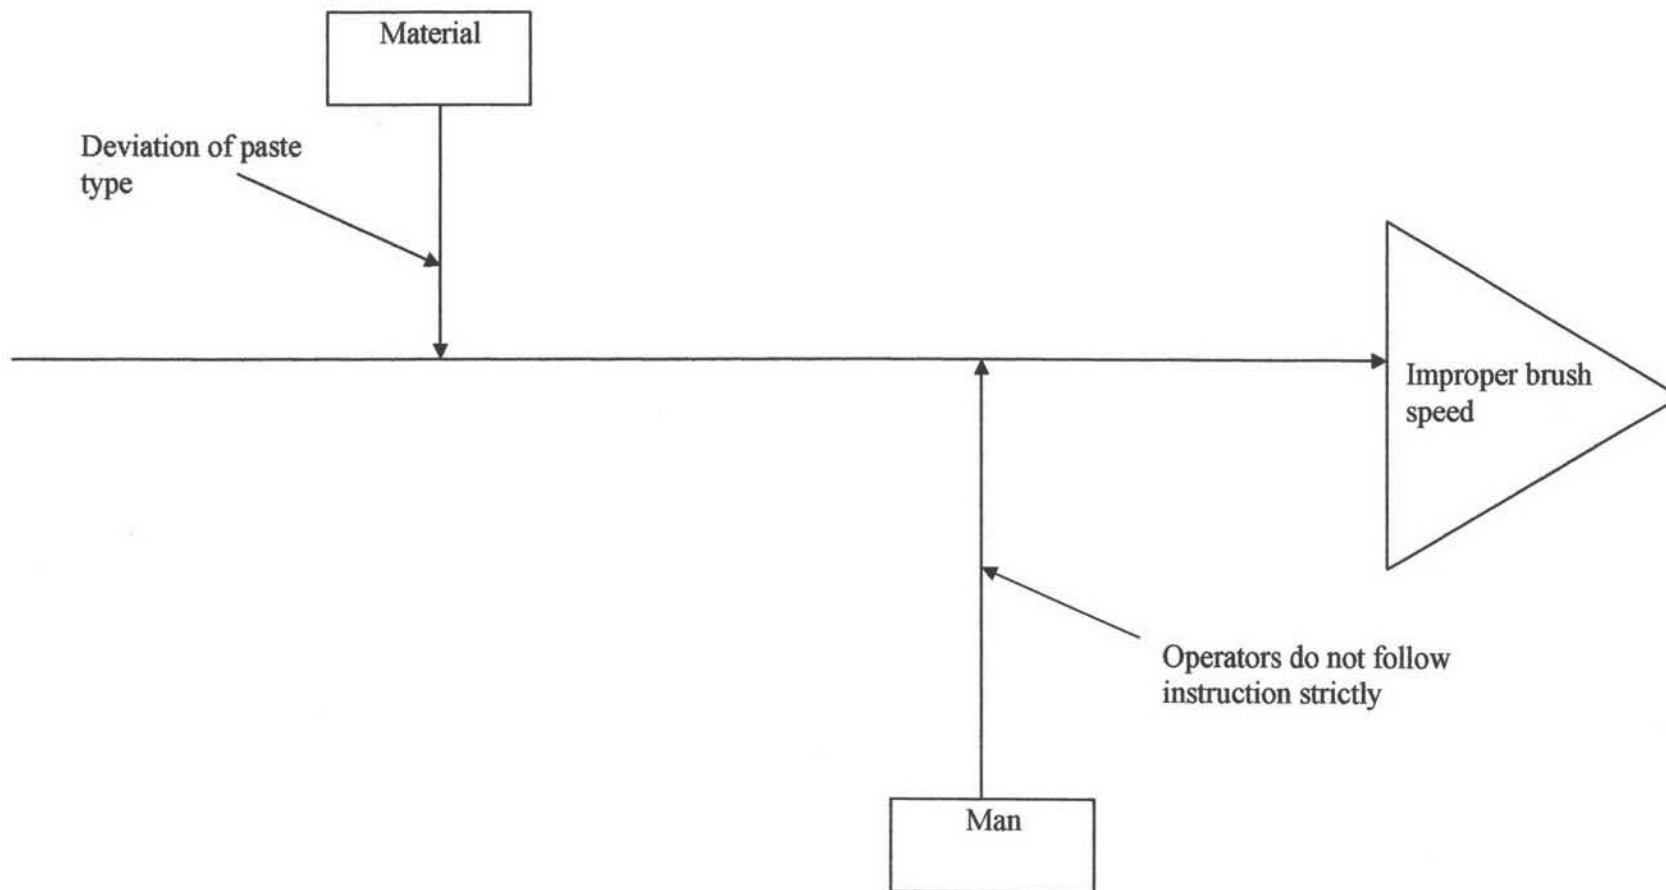 Material
Deviation of paste
type
Improper brush
speed
Operators do not follow
instruction strictly
Man